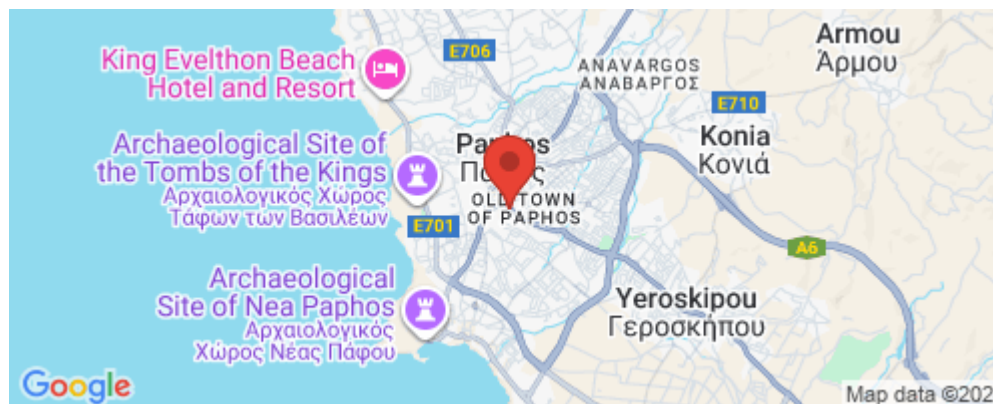 King Evelthon Beach
Hotel and Resort
E706
ANAVARGOS
ΑΝΑΒΑΡΓΟΣ
Armou
Άρμου
E710
Konia
Κονιά
Archaeological Site of
the Tombs of the Kings
Αρχαιολογικός Χώρος
Τάφων των Βασιλέων
E701
OLD TOWN
OF PAPHOS
A6
Archaeological
Site of Nea Paphos
Αρχαιολογικός
Χώρος Νέας Πάφου
Yeroskipou
Γεροσκήπου
Google
Map data ©202